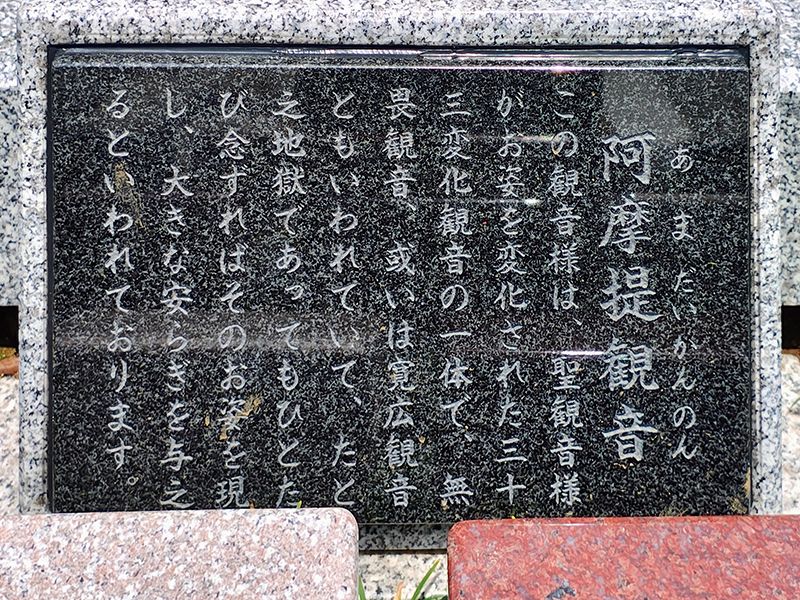 あまだいかんのん
阿摩提観音
この観音様は、聖観音様
がお姿を変化された三十
三変化観音の一体で、無
畏観音、或いは寛広観音
ともいわれていて、たと
之地獄であってもひとた
び念ずればそのお姿を現
し、大きな安らぎを与之
るといわれております。